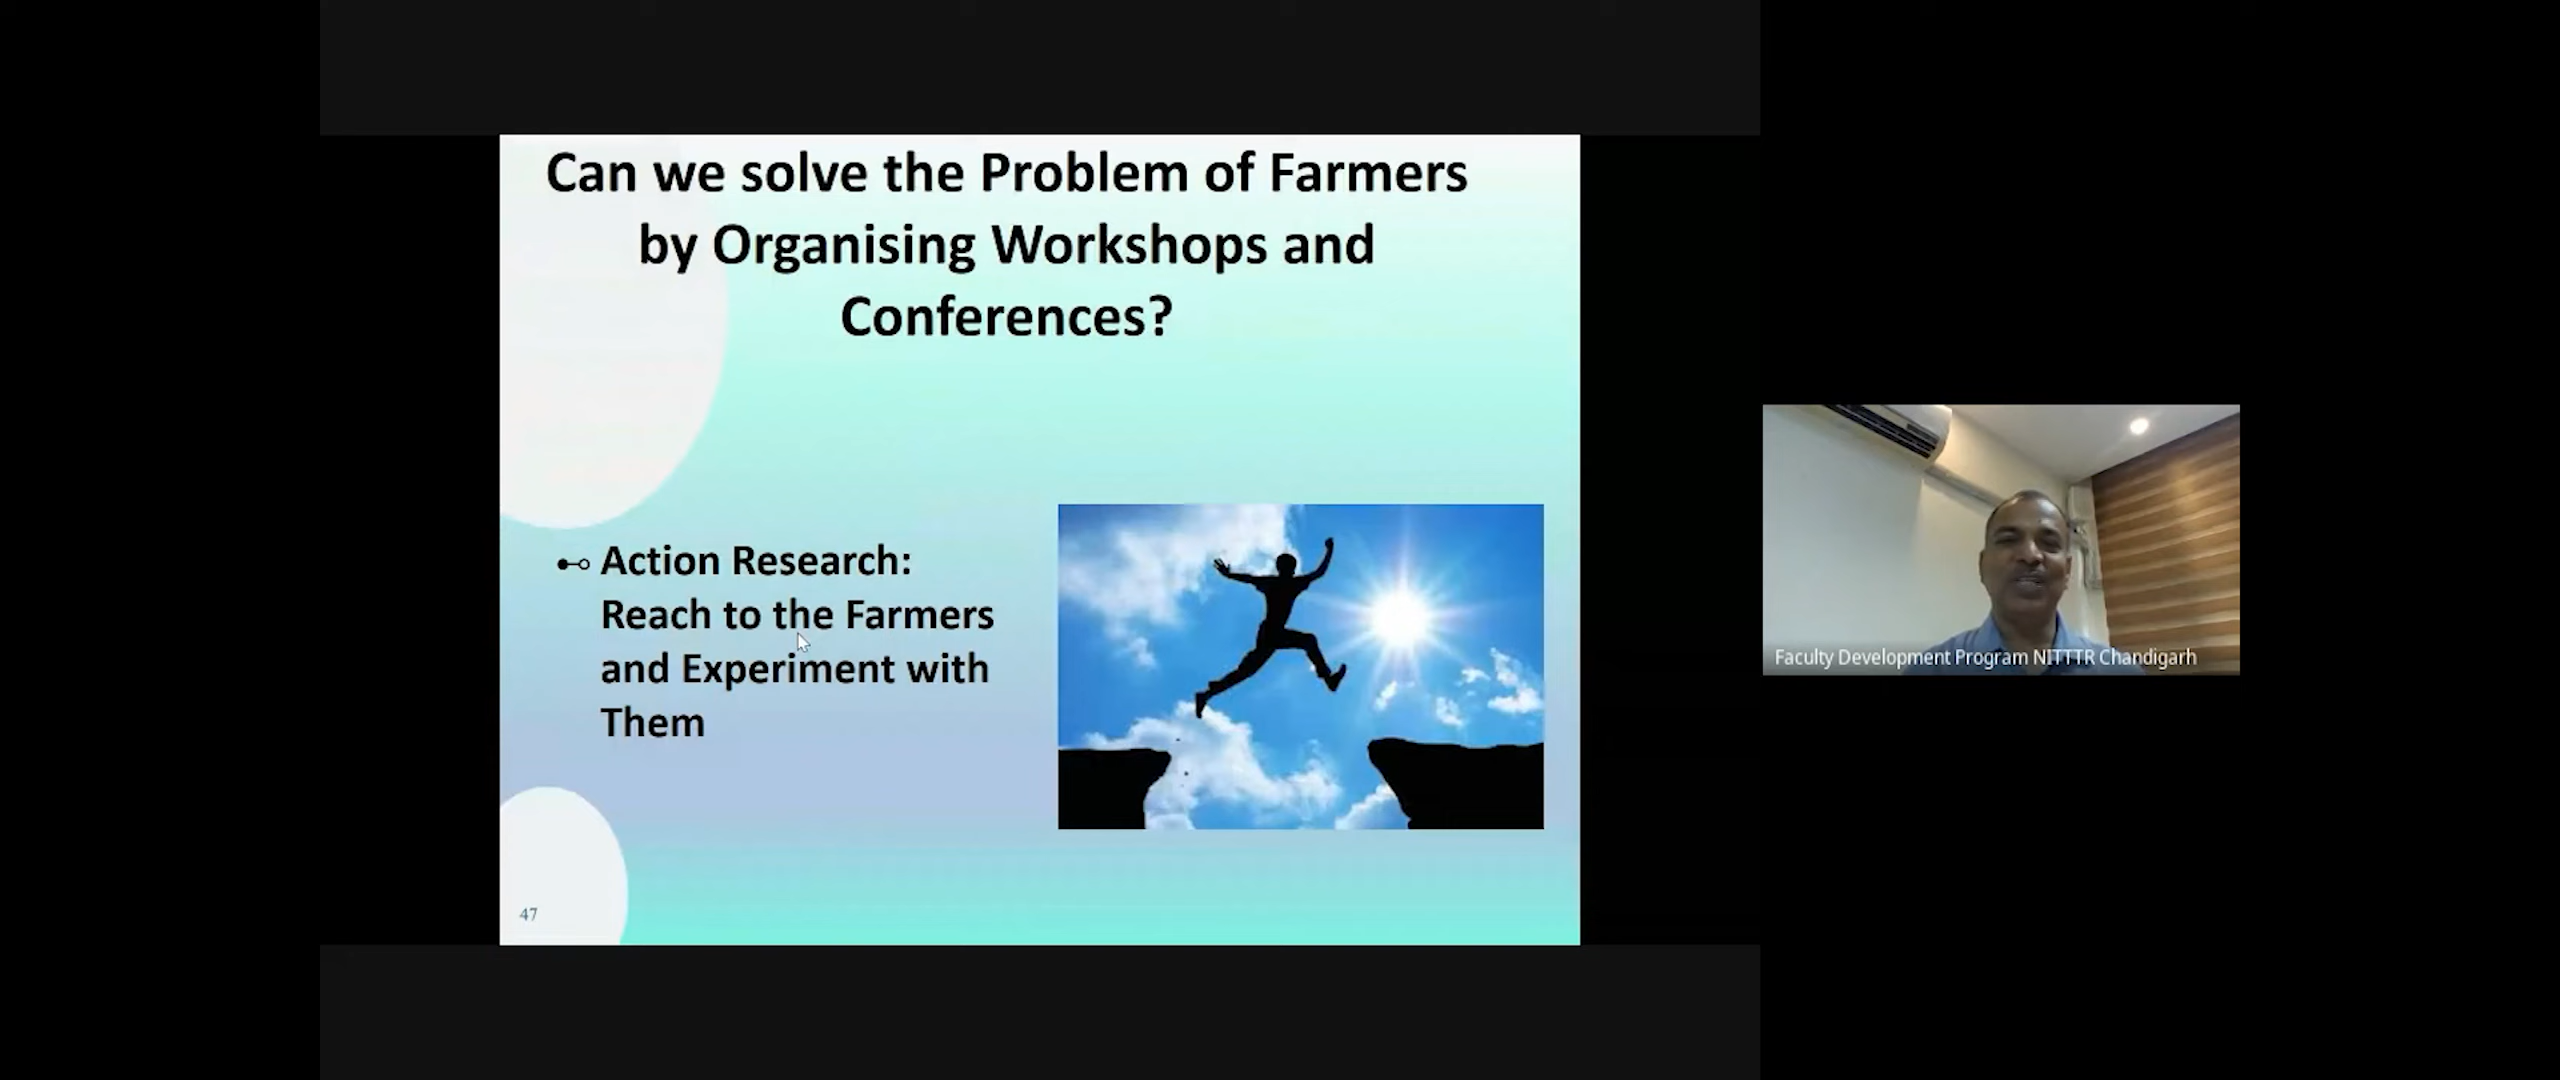 Can we solve the Problem of Farmers
by Organising Workshops and
Conferences?
Action Research:
Reach to the Farmers
and Experiment with
Them
47
Faculty Development Program NITTTR Chandigarh